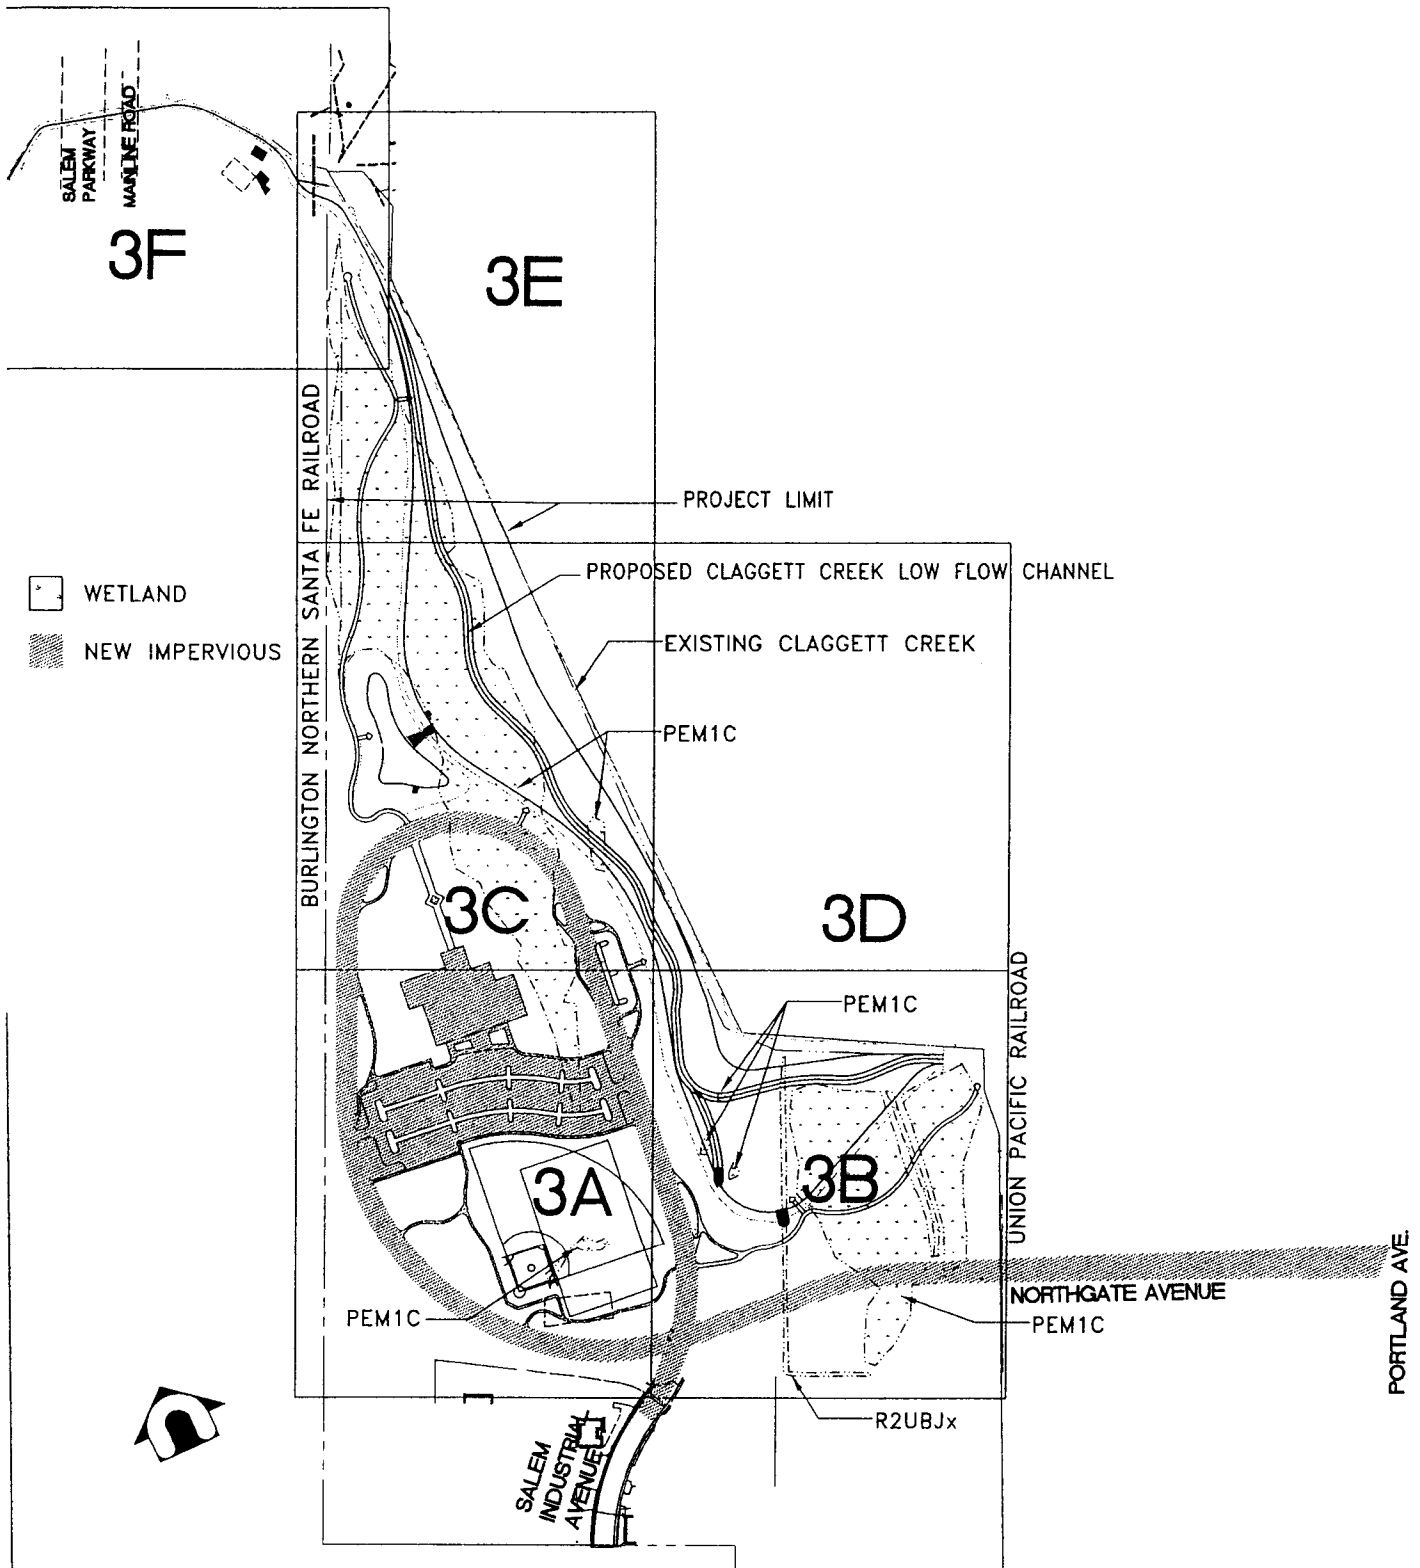 SALEM
PARKWAY
MAINLINE ROAD
3F
3E
BURLINGTON NORTHERN SANTA FE RAILROAD
PROJECT LIMIT
PROPOSED CLAGGETT CREEK LOW FLOW CHANNEL
WETLAND
EXISTING CLAGGETT CREEK
NEW IMPERVIOUS
PEM1C
3C
3D
PEM1C
UNION PACIFIC RAILROAD
3A
3B
NORTHGATE AVENUE
PORTLAND AVE.
PEM1C
PEM1C
R2UBJx
SALEM
INDUSTRIAL
AVENUE